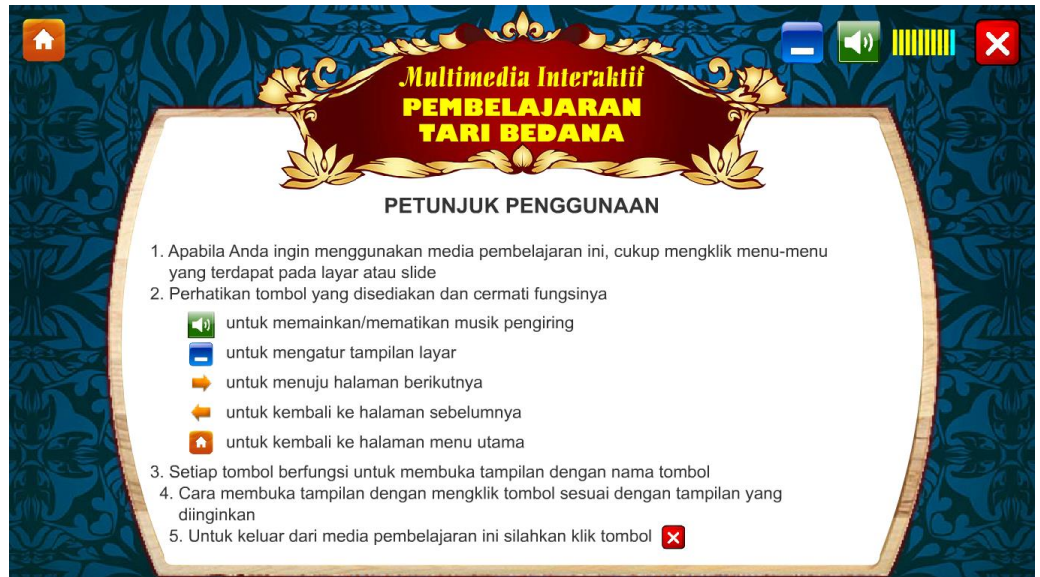 Multimedia Interaktif
PEMBELAJARAN
TARI BEDANA
PETUNJUK PENGGUNAAN
1. Apabila Anda ingin menggunakan media pembelajaran ini, cukup mengklik menu-menu
yang terdapat pada layar atau slide
2. Perhatikan tombol yang disediakan dan cermati fungsinya
untuk memainkan/mematikan musik pengiring
untuk mengatur tampilan layar
untuk menuju halaman berikutnya
untuk kembali ke halaman sebelumnya
untuk kembali ke halaman menu utama
3. Setiap tombol berfungsi untuk membuka tampilan dengan nama tombol
4. Cara membuka tampilan dengan mengklik tombol sesuai dengan tampilan yang
diinginkan
5. Untuk keluar dari media pembelajaran ini silahkan klik tombol